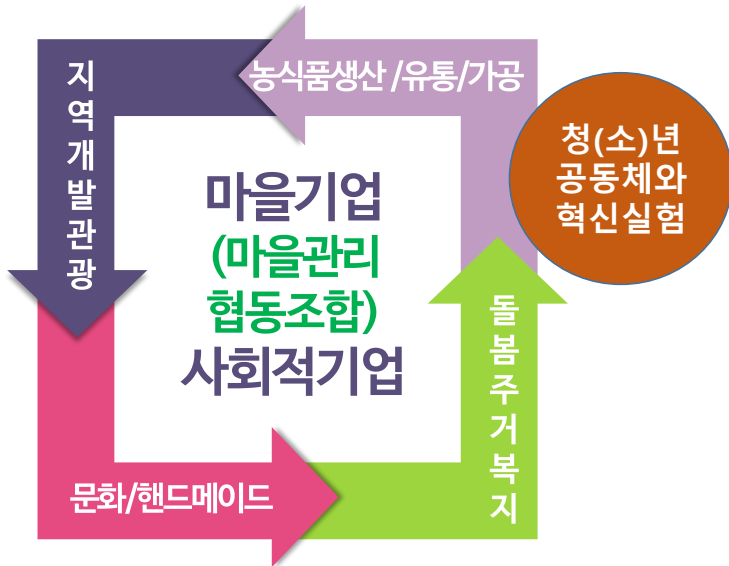 농식품생산 /유통/가공
청(소)년
공동체와
혁신실험
지역개발관광
마을기업
(마을관리
협동조합)
사회적기업
돌봄주거복지
문화/핸드메이드